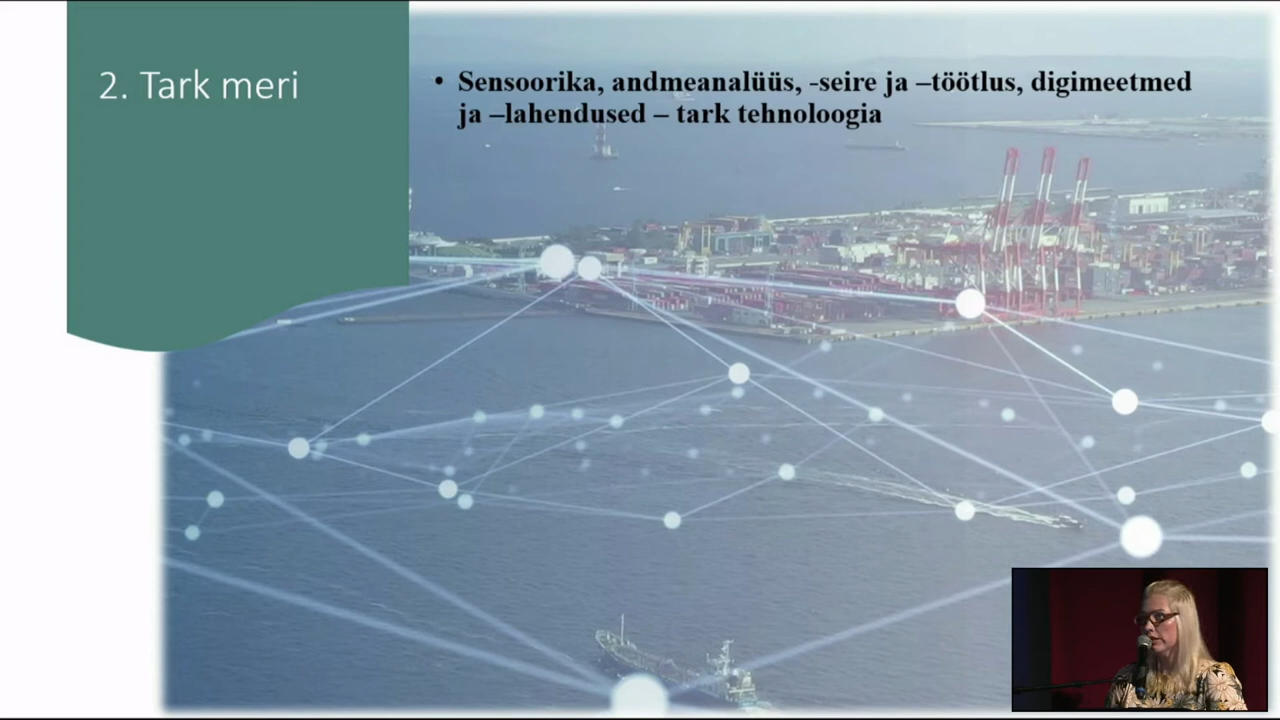 2. Tark meri
• Sensoorika, andmeanalüüs, -seire ja –töötlus, digimeetmed
ja –lahendused – tark tehnoloogia